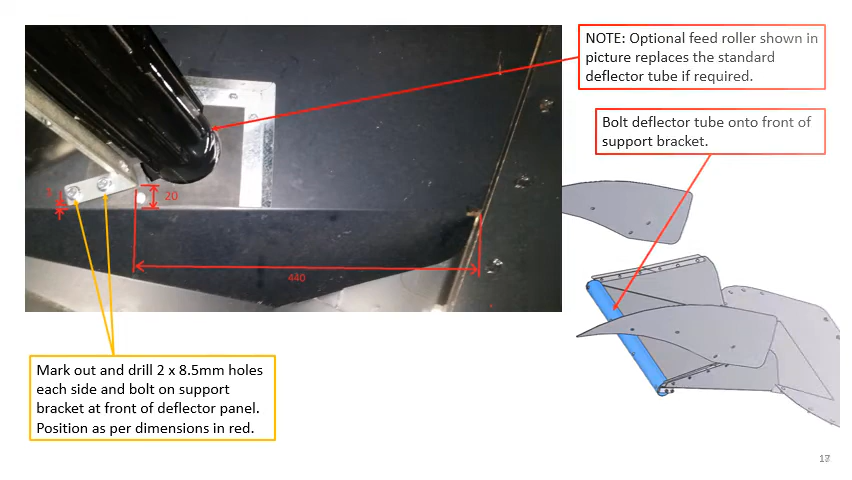 NOTE: Optional feed roller shown in
picture replaces the standard
deflector tube if required.
Bolt deflector tube onto front of
support bracket.
20
440
Mark out and drill 2 x 8.5mm holes
each side and bolt on support
bracket at front of deflector panel.
Position as per dimensions in red.